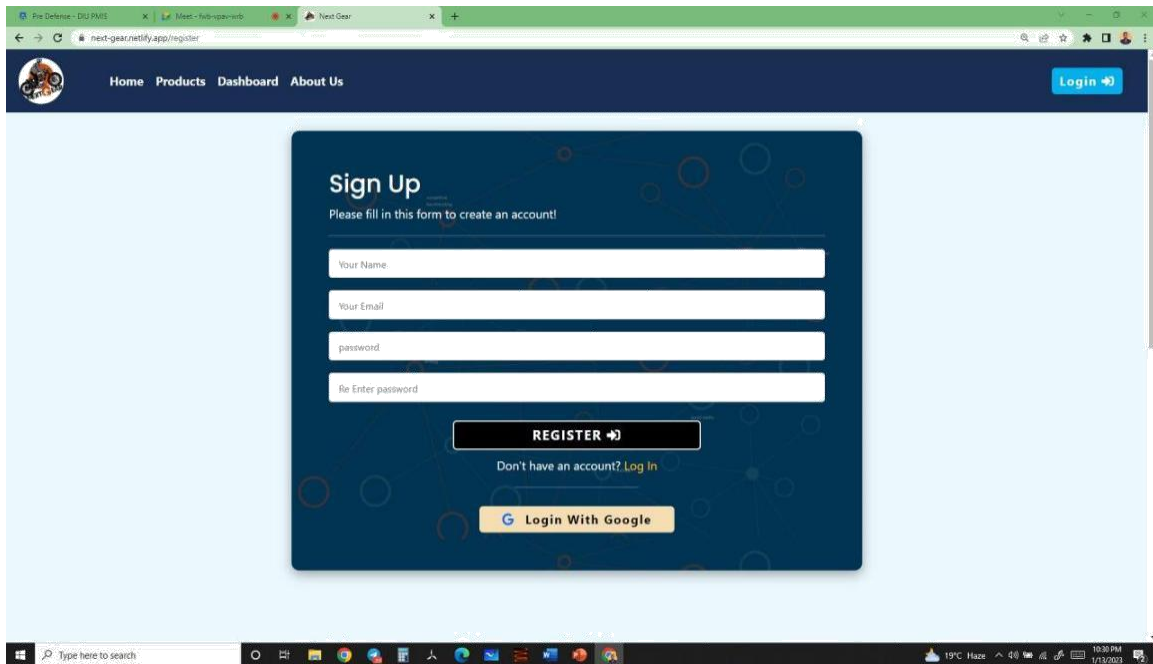 Pre Defense - DIU PMIS
Next Gear
next-gear.netlify.app/register
Home Products Dashboard About Us
Login
Sign Up
Please fill in this form to create an account!
Your Name
Your Email
password
Re Enter password
REGISTER
Don't have an account? Log In
G Login With Google
Type here to search
19°C Haze
10:30 PM
1/13/2023